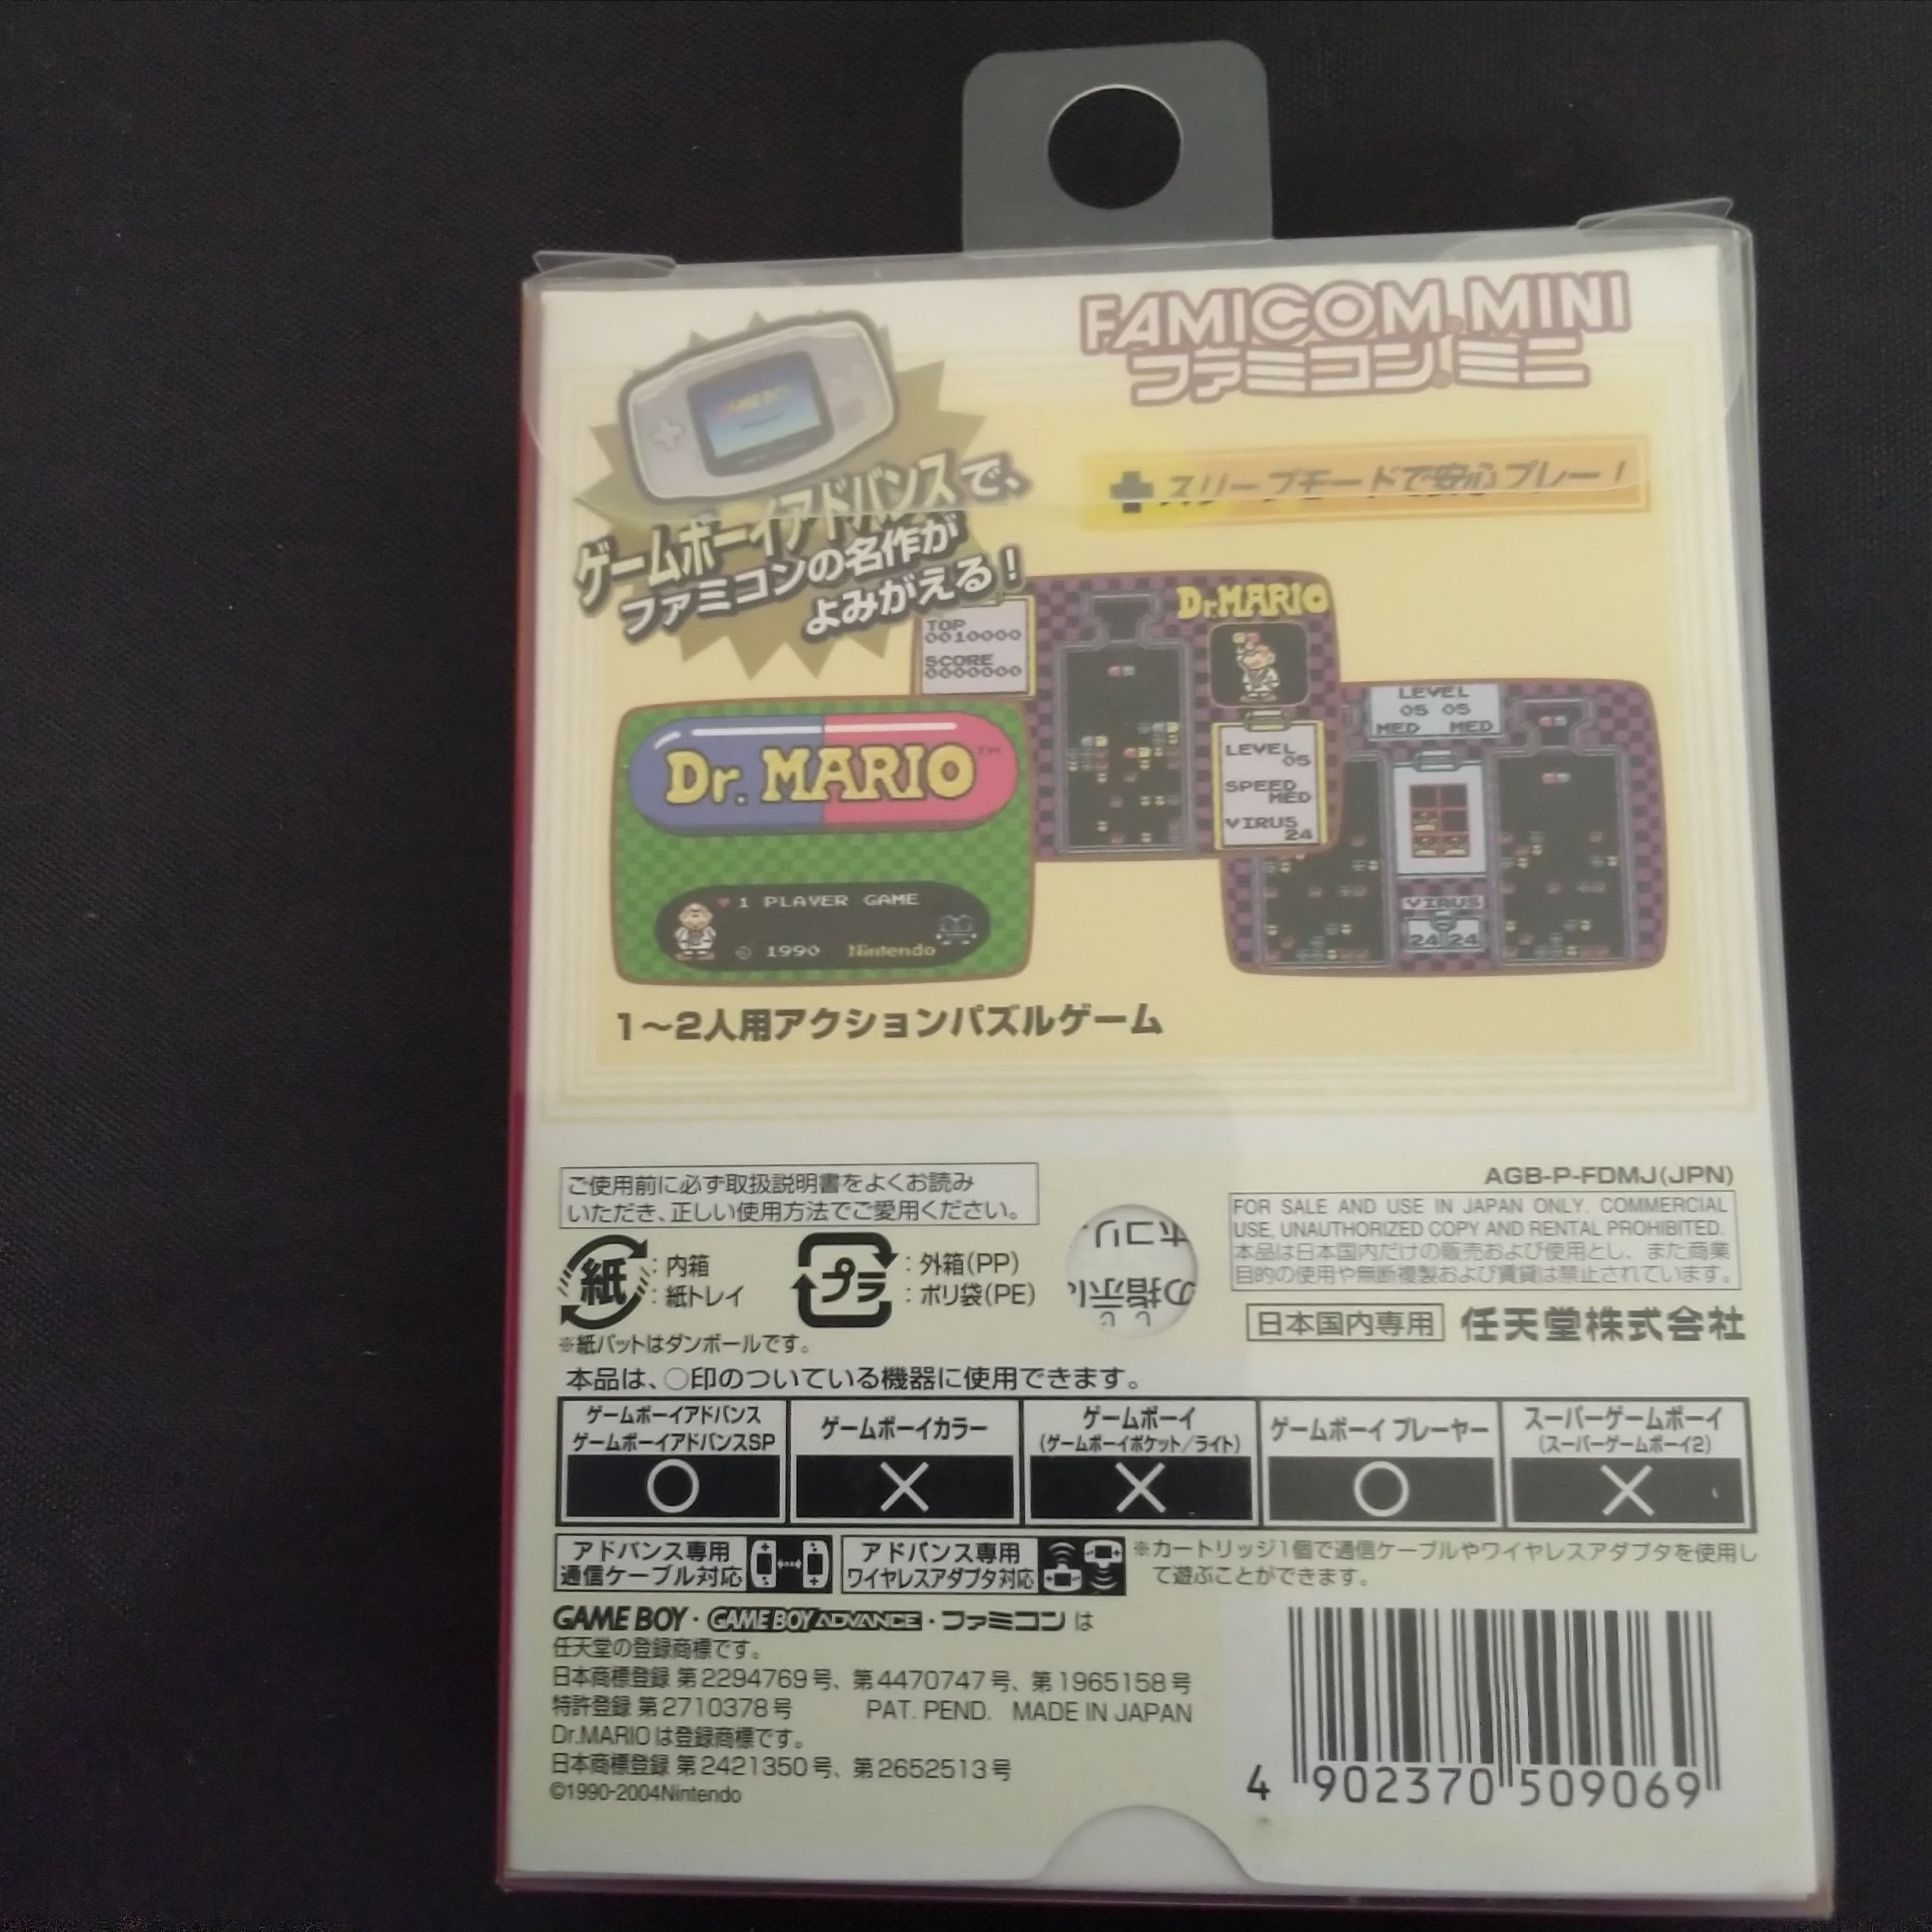 FAMICOM MINI
ファミコンミニ
ゲームボーイアドバンスで、
ファミコンの名作が
よみがえる!
スリープモードで安心プレー!
TOP
0010000
SCORE
0000000
Dr.MARIO
LEVEL
05
SPEED
MED
VIRUS
24
LEVEL
05 05
MED MED
VIRUS
24 24
Dr. MARIO™
1 PLAYER GAME
© 1990 Nintendo
1〜2人用アクションパズルゲーム
ご使用前に必ず取扱説明書をよくお読み
いただき、正しい使用方法でご愛用ください。
紙
:内箱
:紙トレイ
プラ
:外箱(PP)
:ポリ袋(PE)
※紙パットはダンボールです。
の指示に
AGB-P-FDMJ(JPN)
FOR SALE AND USE IN JAPAN ONLY. COMMERCIAL
USE, UNAUTHORIZED COPY AND RENTAL PROHIBITED.
本品は日本国内だけの販売および使用とし、また商業
目的の使用や無断複製および賃貸は禁止されています。
日本国内専用 任天堂株式会社
本品は、○印のついている機器に使用できます。
ゲームボーイアドバンス
ゲームボーイアドバンスSP
○
ゲームボーイカラー
×
ゲームボーイ
(ゲームボーイポケット/ライト)
×
ゲームボーイ プレーヤー
○
スーパーゲームボーイ
(スーパーゲームボーイ2)
×
アドバンス専用
通信ケーブル対応
アドバンス専用
ワイヤレスアダプタ対応
※カートリッジ1個で通信ケーブルやワイヤレスアダプタを使用し
て遊ぶことができます。
GAME BOY・GAME BOY ADVANCE・ファミコン は
任天堂の登録商標です。
日本商標登録 第2294769号、第4470747号、第1965158号
特許登録 第2710378号 PAT. PEND. MADE IN JAPAN
Dr.MARIOは登録商標です。
日本商標登録 第2421350号、第2652513号
©1990-2004Nintendo
4 902370 509069